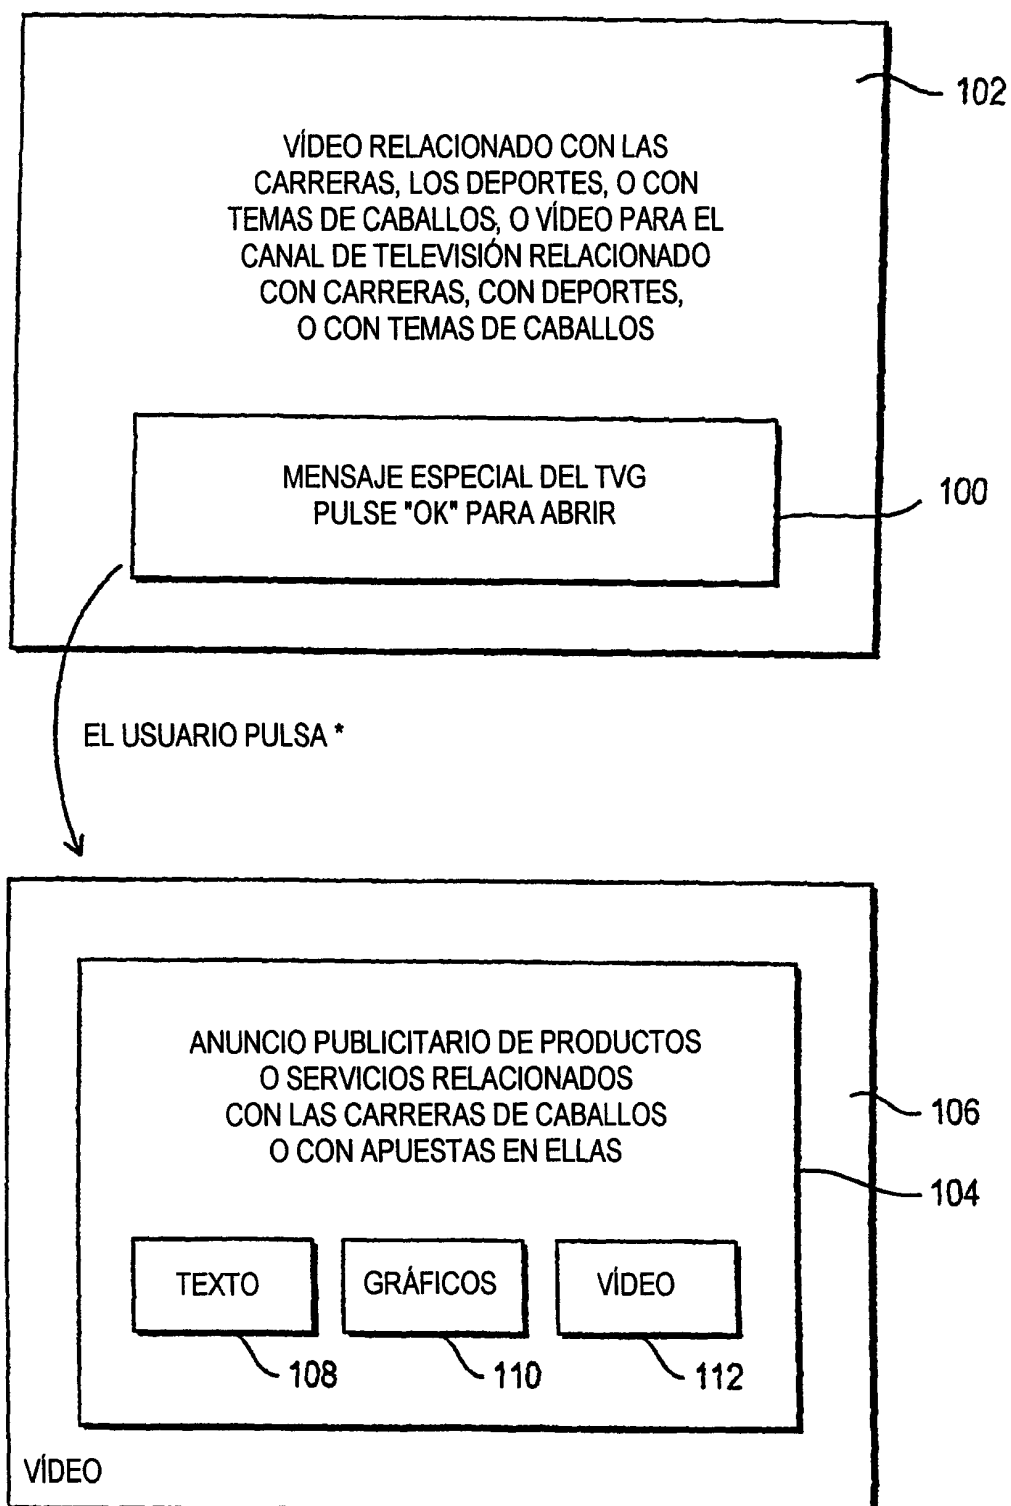 102
VÍDEO RELACIONADO CON LAS
CARRERAS, LOS DEPORTES, O CON
TEMAS DE CABALLOS, O VÍDEO PARA EL
CANAL DE TELEVISIÓN RELACIONADO
CON CARRERAS, CON DEPORTES,
O CON TEMAS DE CABALLOS
MENSAJE ESPECIAL DEL TVG
PULSE "OK" PARA ABRIR
100
EL USUARIO PULSA *
ANUNCIO PUBLICITARIO DE PRODUCTOS
O SERVICIOS RELACIONADOS
CON LAS CARRERAS DE CABALLOS
O CON APUESTAS EN ELLAS
106
104
TEXTO
GRÁFICOS
VÍDEO
108
110
112
VÍDEO